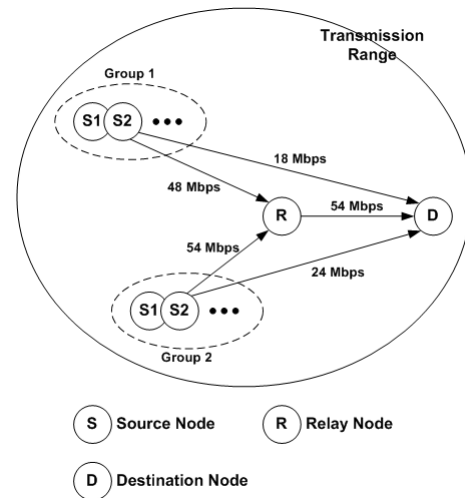 Transmission
Range
Group 1
S1 S2 •••
18 Mbps
48 Mbps
R
54 Mbps
D
54 Mbps
24 Mbps
S1 S2 •••
Group 2
S Source Node
R Relay Node
D Destination Node